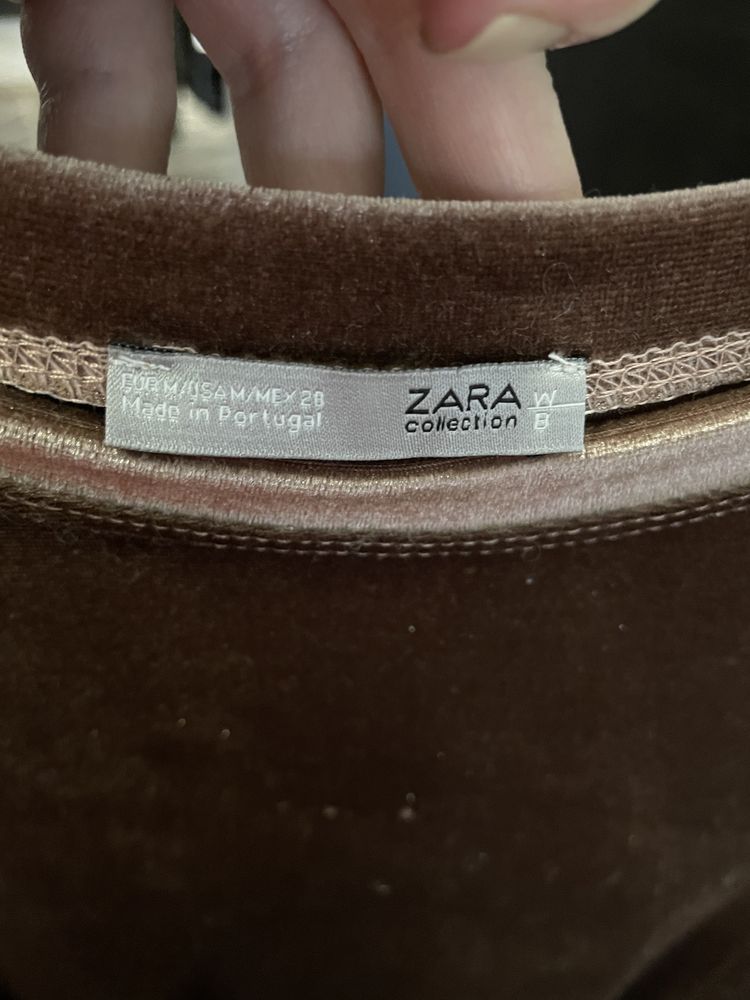 EUR M/USA M/MEX 28
Made in Portugal
ZARA
collection
W
B